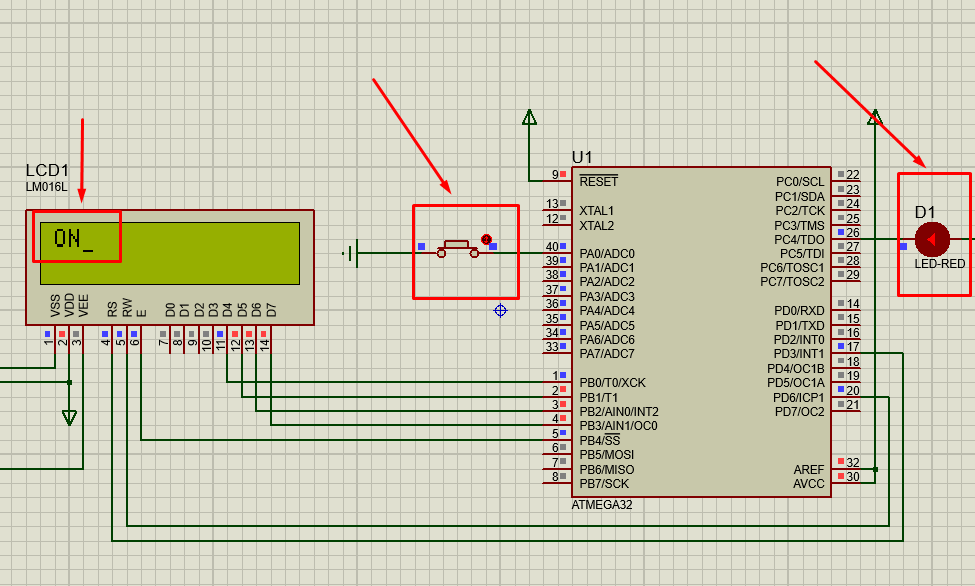 LCD1
LM016L
ON_
VSS
VDD
VEE
RS
RW
E
D0
D1
D2
D3
D4
D5
D6
D7
1
2
3
4
5
6
7
8
9
10
11
12
13
14
U1
9 RESET
13 XTAL1
12 XTAL2
40 PA0/ADC0
39 PA1/ADC1
38 PA2/ADC2
37 PA3/ADC3
36 PA4/ADC4
35 PA5/ADC5
34 PA6/ADC6
33 PA7/ADC7
1 PB0/T0/XCK
2 PB1/T1
3 PB2/AIN0/INT2
4 PB3/AIN1/OC0
5 PB4/SS
6 PB5/MOSI
7 PB6/MISO
8 PB7/SCK
PC0/SCL 22
PC1/SDA 23
PC2/TCK 24
PC3/TMS 25
PC4/TDO 26
PC5/TDI 27
PC6/TOSC1 28
PC7/TOSC2 29
PD0/RXD 14
PD1/TXD 15
PD2/INT0 16
PD3/INT1 17
PD4/OC1B 18
PD5/OC1A 19
PD6/ICP1 20
PD7/OC2 21
AREF 32
AVCC 30
ATMEGA32
D1
LED-RED